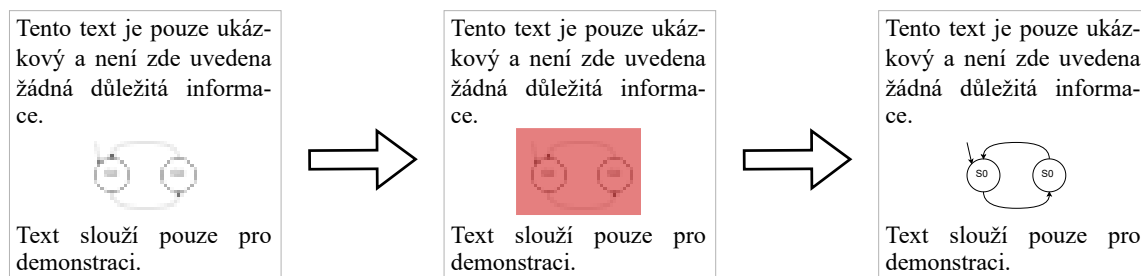 Tento text je pouze ukáz-
kový a není zde uvedena
žádná důležitá informa-
ce.
Text slouží pouze pro
demonstraci.
Tento text je pouze ukáz-
kový a není zde uvedena
žádná důležitá informa-
ce.
Text slouží pouze pro
demonstraci.
Tento text je pouze ukáz-
kový a není zde uvedena
žádná důležitá informa-
ce.
S0 S0
Text slouží pouze pro
demonstraci.